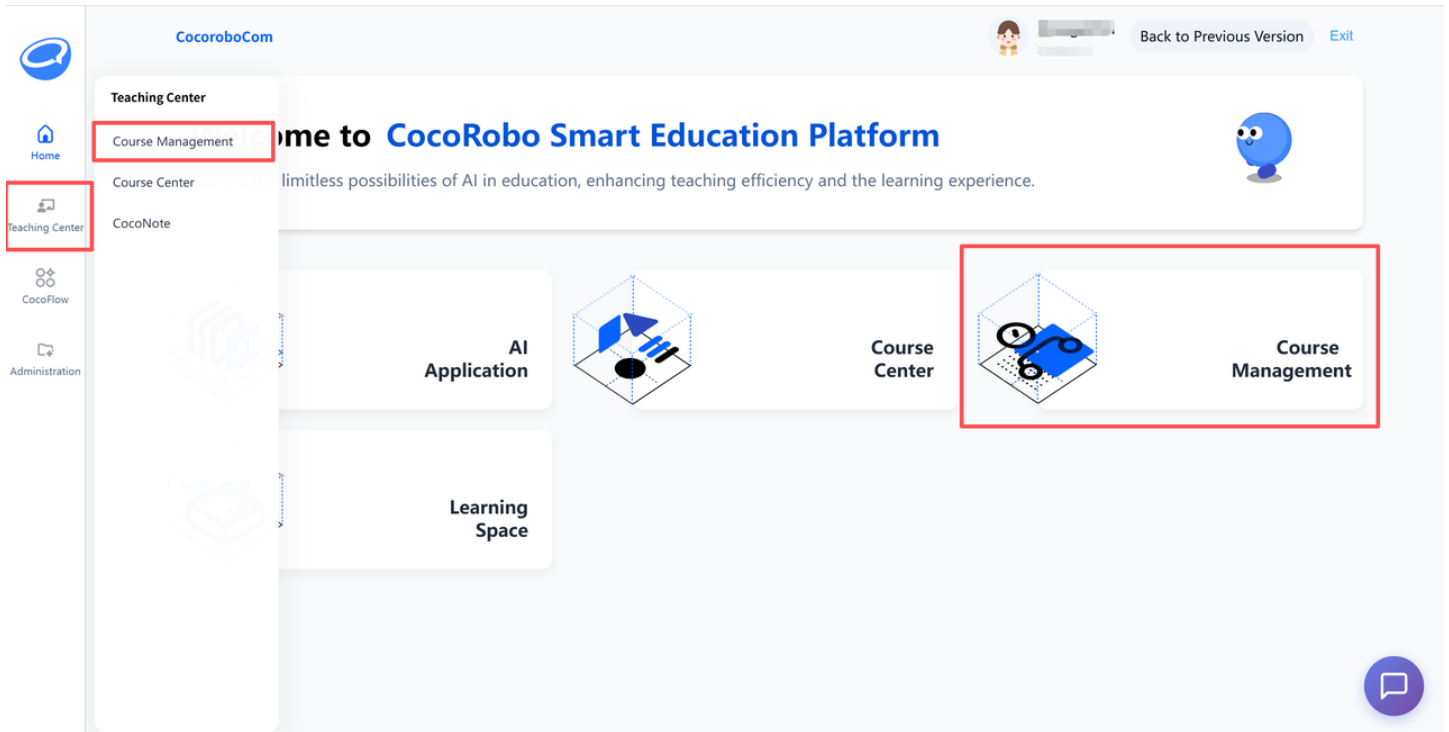 CocoroboCom
Back to Previous Version
Exit
Home
Teaching Center
CocoFlow
Administration
Teaching Center
Course Management
Course Center
CocoNote
Welcome to CocoRobo Smart Education Platform
limitless possibilities of AI in education, enhancing teaching efficiency and the learning experience.
AI
Application
Course
Center
Course
Management
Learning
Space